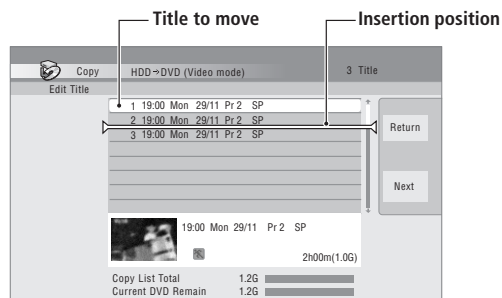 Title to move Insertion position
Copy HDD→DVD (Video mode) 3 Title
Edit Title
1 19:00 Mon 29/11 Pr 2 SP
2 19:00 Mon 29/11 Pr 2 SP
3 19:00 Mon 29/11 Pr 2 SP
Return
Next
19:00 Mon 29/11 Pr 2 SP
2h00m(1.0G)
Copy List Total 1.2G
Current DVD Remain 1.2G